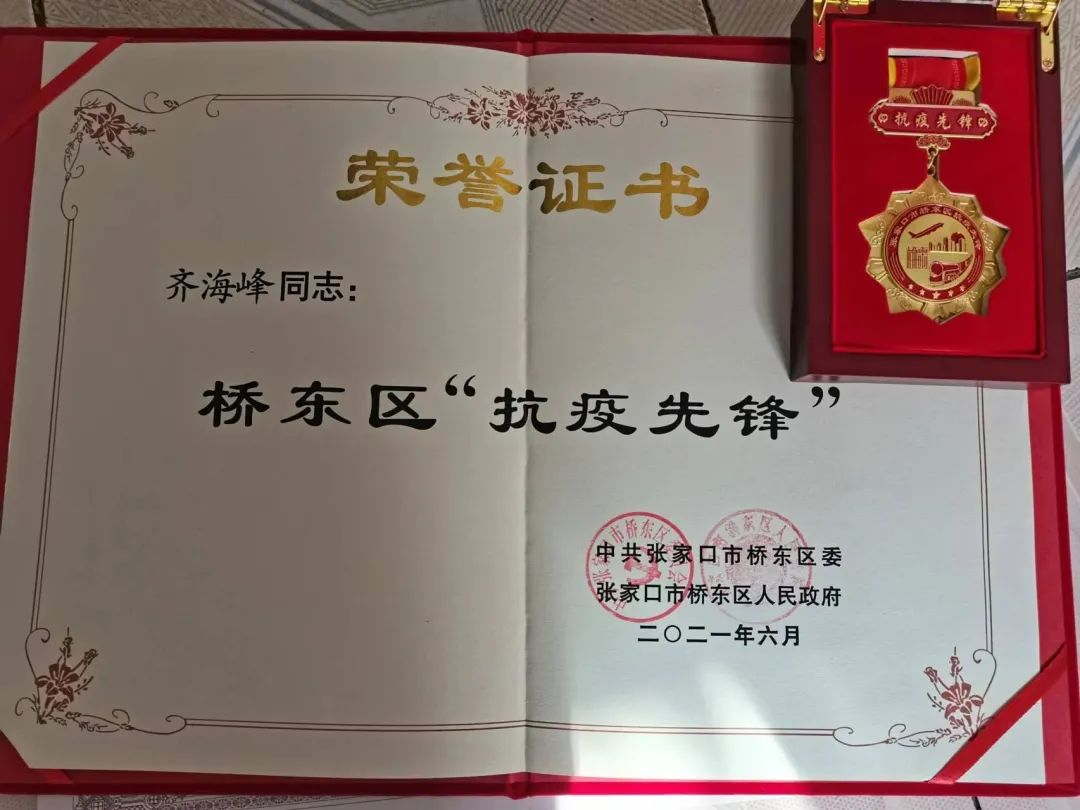 荣誉证书
齐海峰同志：
桥东区“抗疫先锋”
中共张家口市桥东区委
张家口市桥东区人民政府
二〇二一年六月
抗疫先锋